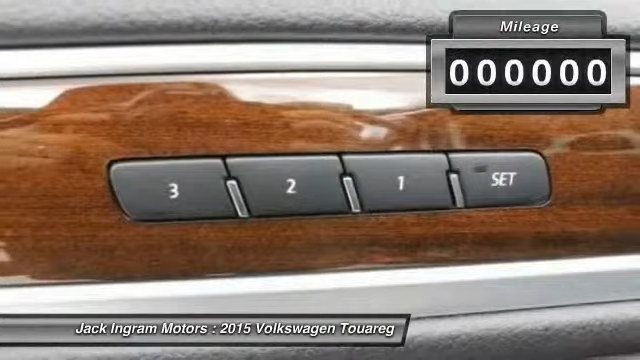 Mileage
000000
3 2 1 SET
Jack Ingram Motors : 2015 Volkswagen Touareg